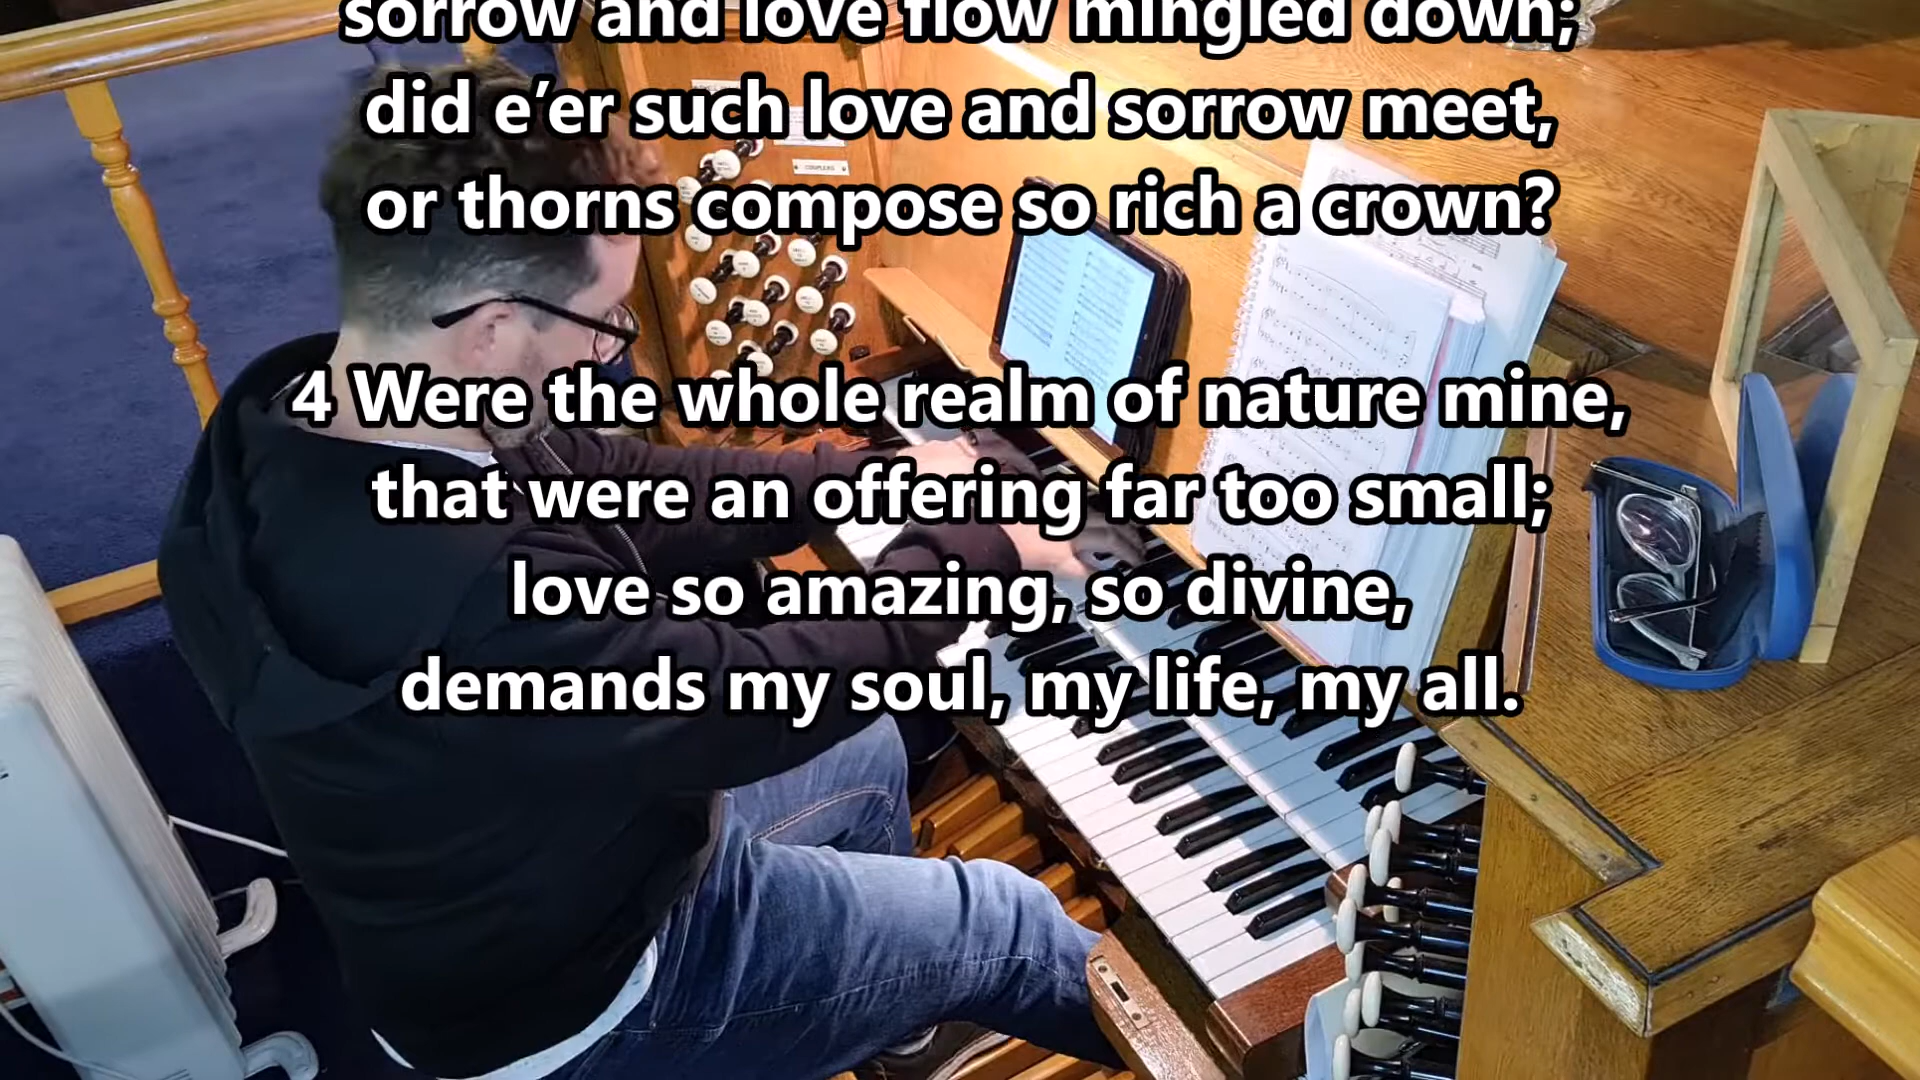 sorrow and love flow mingled down;
did e’er such love and sorrow meet,
or thorns compose so rich a crown?
4 Were the whole realm of nature mine,
that were an offering far too small;
love so amazing, so divine,
demands my soul, my life, my all.
COUPLERS